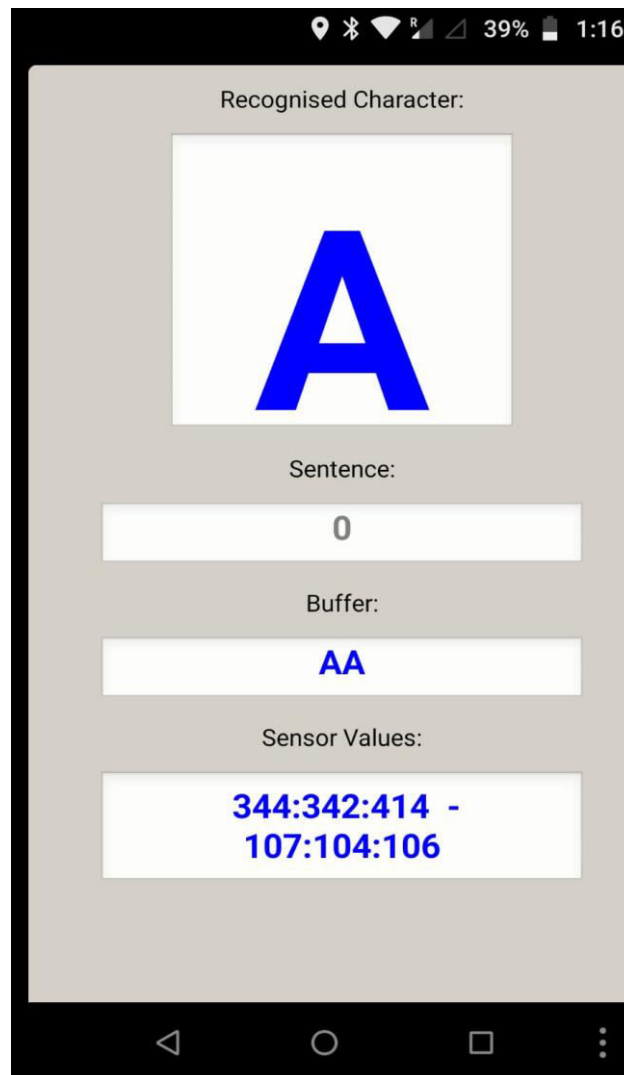 R 39% 1:16
Recognised Character:
A
Sentence:
0
Buffer:
AA
Sensor Values:
344:342:414 -
107:104:106